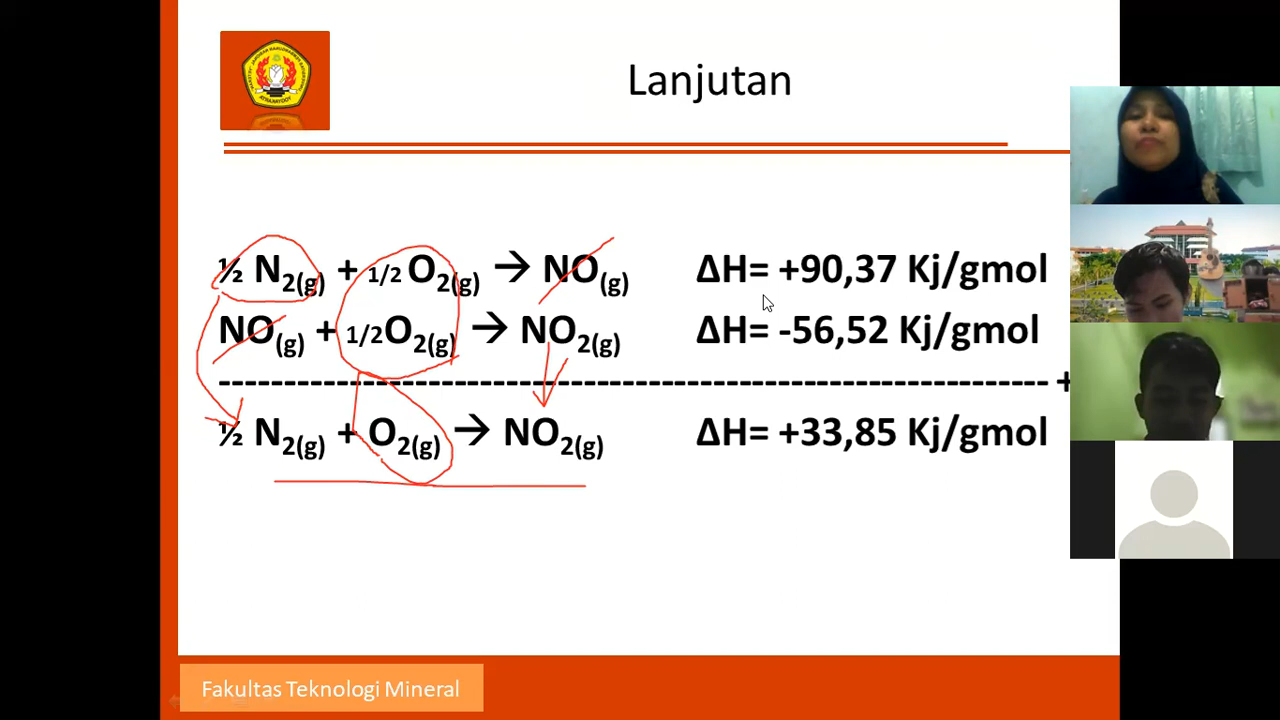 Lanjutan
½ N2(g) + 1/2 O2(g) → NO(g) ΔH= +90,37 Kj/gmol
NO(g) + 1/2O2(g) → NO2(g) ΔH= -56,52 Kj/gmol
------------------------------------------------------------ +
½ N2(g) + O2(g) → NO2(g) ΔH= +33,85 Kj/gmol
Fakultas Teknologi Mineral